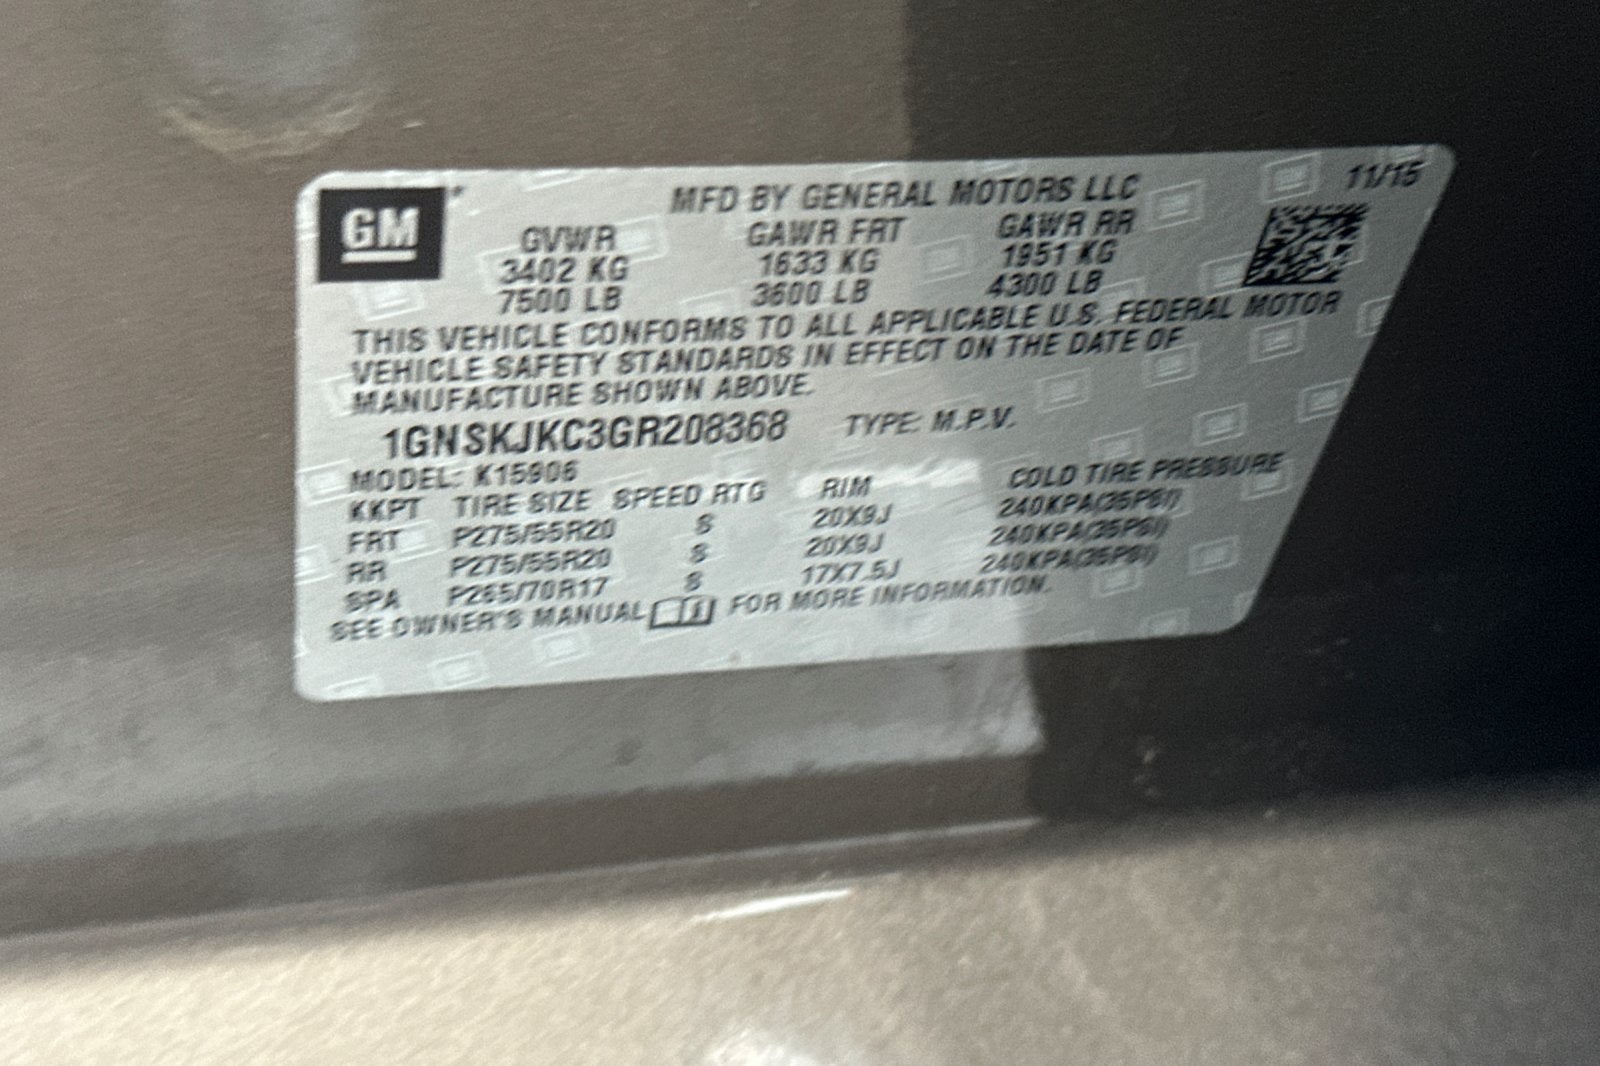 GM
11/15
MFD BY GENERAL MOTORS LLC
GVWR GAWR FRT GAWR RR
3402 KG 1633 KG 1951 KG
7500 LB 3600 LB 4300 LB
THIS VEHICLE CONFORMS TO ALL APPLICABLE U.S. FEDERAL MOTOR
VEHICLE SAFETY STANDARDS IN EFFECT ON THE DATE OF
MANUFACTURE SHOWN ABOVE.
1GNSKJKC3GR208368 TYPE: M.P.V.
MODEL: K15906
KKPT TIRE SIZE SPEED RTG RIM COLD TIRE PRESSURE
FRT P275/55R20 S 20X9J 240KPA(35PSI)
RR P275/55R20 S 20X9J 240KPA(35PSI)
SPA P265/70R17 S 17X7.5J 240KPA(35PSI)
SEE OWNER'S MANUAL FOR MORE INFORMATION.